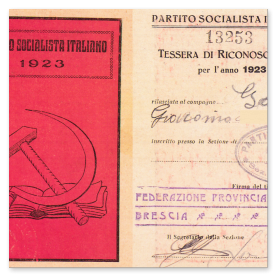 O SOCIALISTA ITALIANO
1923
PARTITO SOCIALISTA I
13253
TESSERA DI RICONOSC
per l'anno 1923
rilasciata al compagno
Giacomo
inscritto presso la Sezione di
PARTI
Firma del
FEDERAZIONE PROVINCIA
BRESCIA
Il Segretario della Sezione